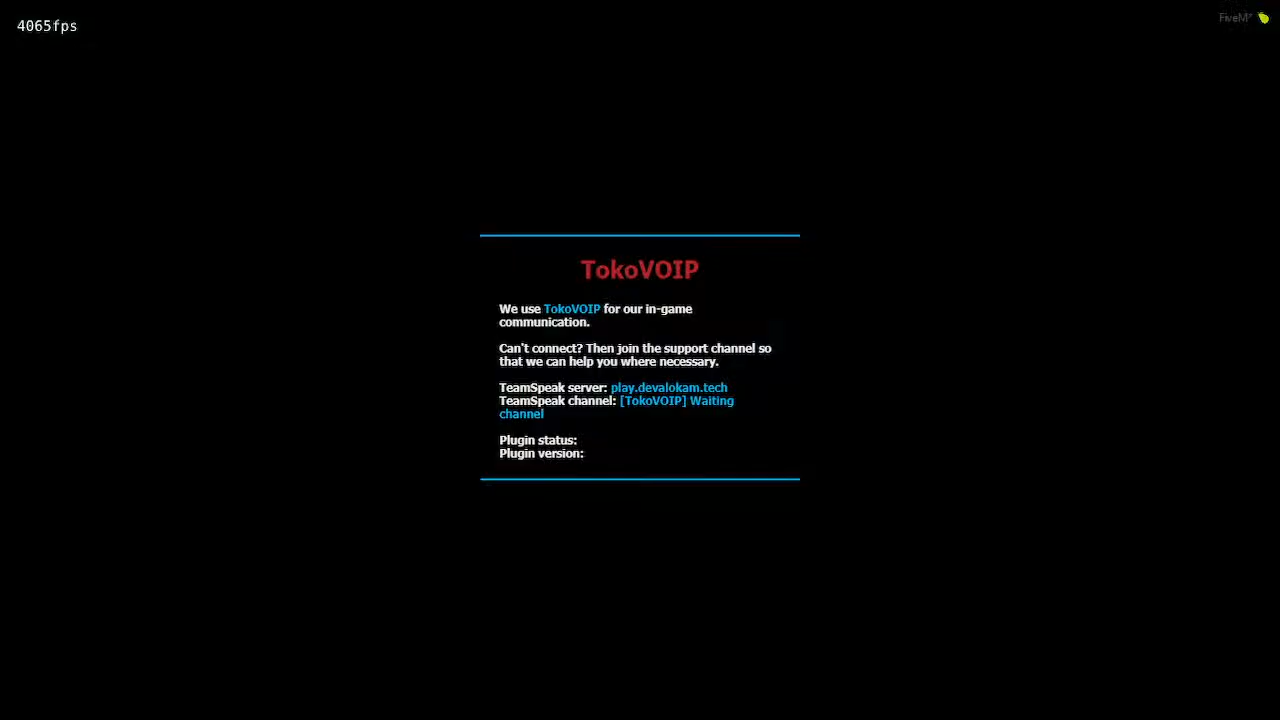 4065fps
FiveM*
TokoVOIP
We use TokoVOIP for our in-game
communication.
Can't connect? Then join the support channel so
that we can help you where necessary.
TeamSpeak server: play.devalokam.tech
TeamSpeak channel: [TokoVOIP] Waiting
channel
Plugin status:
Plugin version: